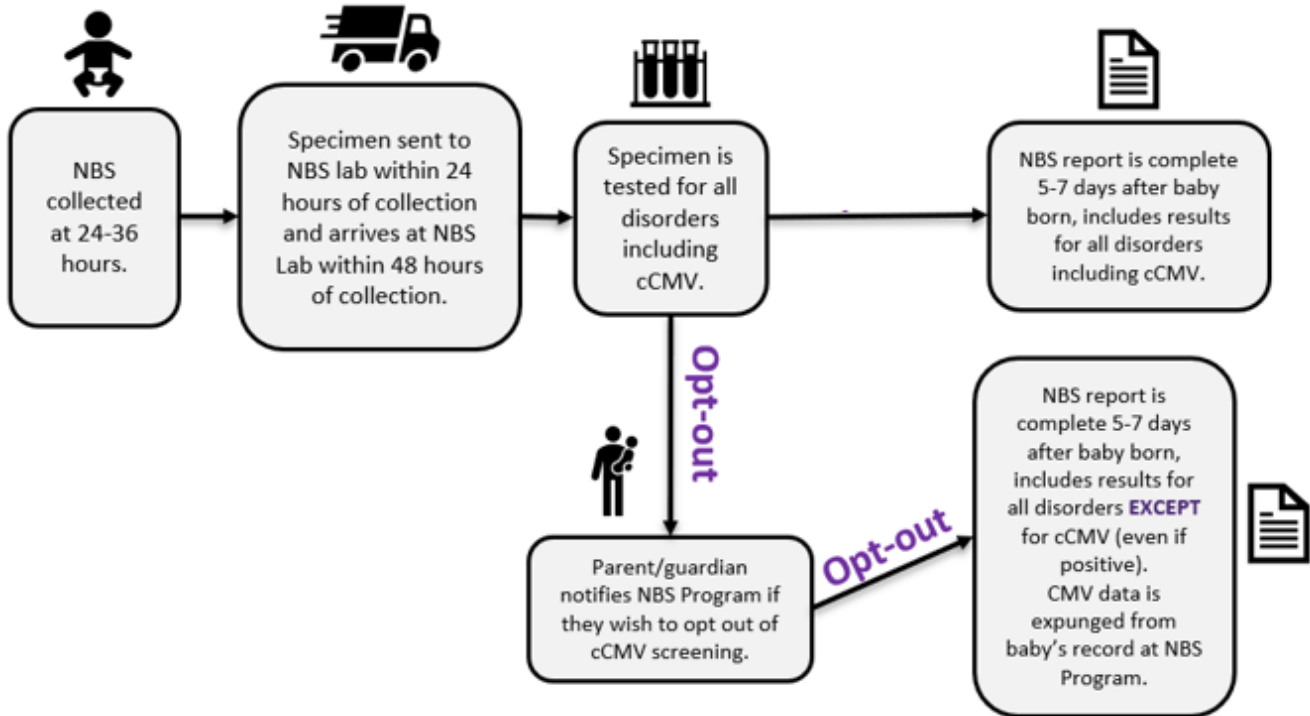 NBS
collected
at 24-36
hours.
Specimen sent to
NBS lab within 24
hours of collection
and arrives at NBS
Lab within 48 hours
of collection.
Specimen is
tested for all
disorders
including
cCMV.
NBS report is complete
5-7 days after baby
born, includes results
for all disorders
including cCMV.
Opt-out
Parent/guardian
notifies NBS Program if
they wish to opt out of
cCMV screening.
Opt-out
NBS report is
complete 5-7 days
after baby born,
includes results for
all disorders EXCEPT
for cCMV (even if
positive).
CMV data is
expunged from
baby's record at NBS
Program.